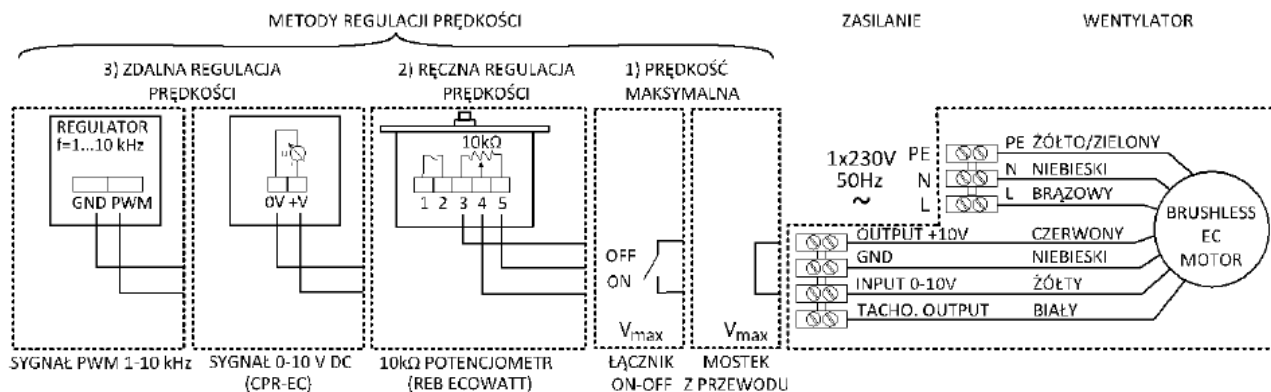 METODY REGULACJI PRĘDKOŚCI
ZASILANIE
WENTYLATOR
3) ZDALNA REGULACJA
PRĘDKOŚCI
2) RĘCZNA REGULACJA
PRĘDKOŚCI
1) PRĘDKOŚĆ
MAKSYMALNA
REGULATOR
f=1...10 kHz
GND PWM
0V +V
10kΩ
1 2 3 4 5
OFF
ON
Vmax
Vmax
1x230V
50Hz
~
PE
N
L
PE ŻÓŁTO/ZIELONY
N NIEBIESKI
L BRĄZOWY
OUTPUT +10V CZERWONY
GND NIEBIESKI
INPUT 0-10V ŻÓŁTY
TACHO. OUTPUT BIAŁY
BRUSHLESS
EC
MOTOR
SYGNAŁ PWM 1-10 kHz
SYGNAŁ 0-10 V DC
(CPR-EC)
10kΩ POTENCJOMETR
(REB ECOWATT)
ŁĄCZNIK
ON-OFF
MOSTEK
Z PRZEWODU